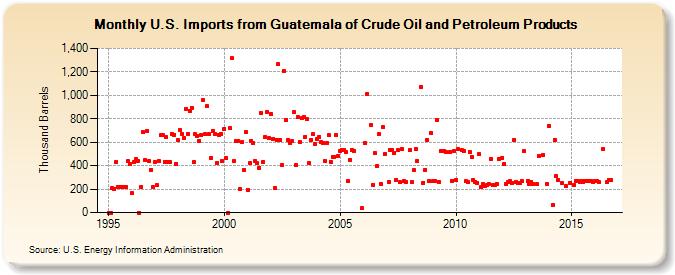 Monthly U.S. Imports from Guatemala of Crude Oil and Petroleum Products
Thousand Barrels
1,400
1,200
1,000
800
600
400
200
0
1995 2000 2005 2010 2015
Source: U.S. Energy Information Administration